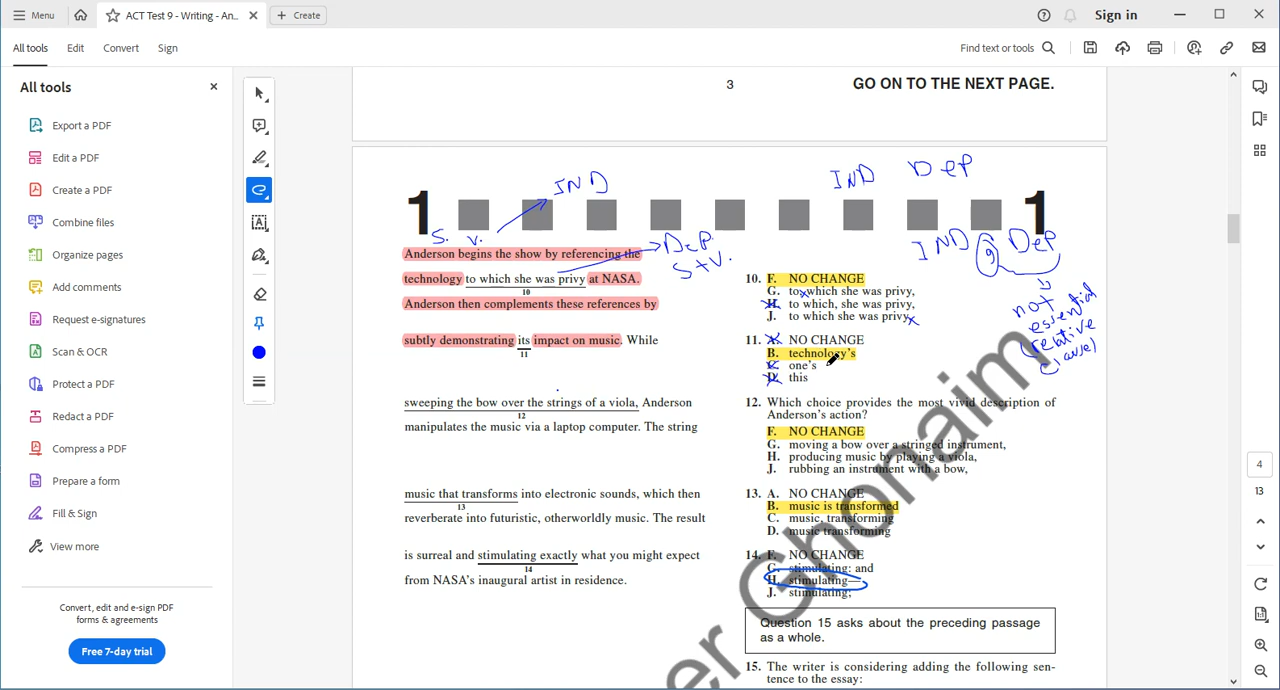 Menu
ACT Test 9 - Writing - An...
Create
Sign in
All tools
Edit
Convert
Sign
Find text or tools
All tools
Export a PDF
Edit a PDF
Create a PDF
Combine files
Organize pages
Add comments
Request e-signatures
Scan & OCR
Protect a PDF
Redact a PDF
Compress a PDF
Prepare a form
Fill & Sign
View more
Convert, edit and e-sign PDF
forms & agreements
Free 7-day trial
3 GO ON TO THE NEXT PAGE.
IND
IND Dep
1 1
S. V.
Dep
S+V.
IND , Dep
not
essential
(relative
clause)
Anderson begins the show by referencing the
technology to which she was privy at NASA.
10
Anderson then complements these references by
subtly demonstrating its impact on music. While
11
sweeping the bow over the strings of a viola, Anderson
12
manipulates the music via a laptop computer. The string
music that transforms into electronic sounds, which then
13
reverberate into futuristic, otherworldly music. The result
is surreal and stimulating exactly what you might expect
14
from NASA's inaugural artist in residence.
10. F. NO CHANGE
G. to which she was privy,
H. to which, she was privy,
J. to which she was privy
11. A. NO CHANGE
B. technology's
C. one's
D. this
12. Which choice provides the most vivid description of
Anderson's action?
F. NO CHANGE
G. moving a bow over a stringed instrument,
H. producing music by playing a viola,
J. rubbing an instrument with a bow,
13. A. NO CHANGE
B. music is transformed
C. music, transforming
D. music transforming
14. F. NO CHANGE
G. stimulating: and
H. stimulating—
J. stimulating;
Question 15 asks about the preceding passage
as a whole.
15. The writer is considering adding the following sen-
tence to the essay:
er Ghonaim
4
13